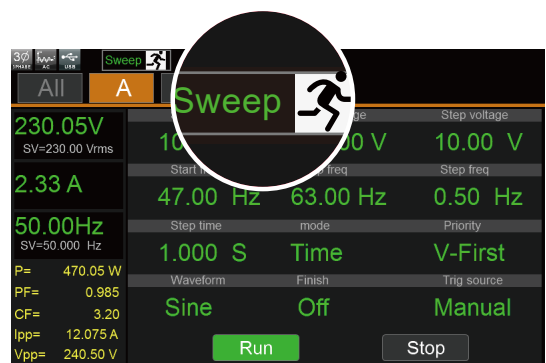 3Ø AC USB Sweep
3PHASE
All A
Sweep
230.05V
SV=230.00 Vrms
2.33 A
50.00Hz
SV=50.000 Hz
P= 470.05 W
PF= 0.985
CF= 3.20
Ipp= 12.075 A
Vpp= 240.50 V
Step voltage
10.00 V
Step freq
47.00 Hz 63.00 Hz 0.50 Hz
Step time mode Priority
1.000 S Time V-First
Waveform Finish Trig source
Sine Off Manual
Run Stop